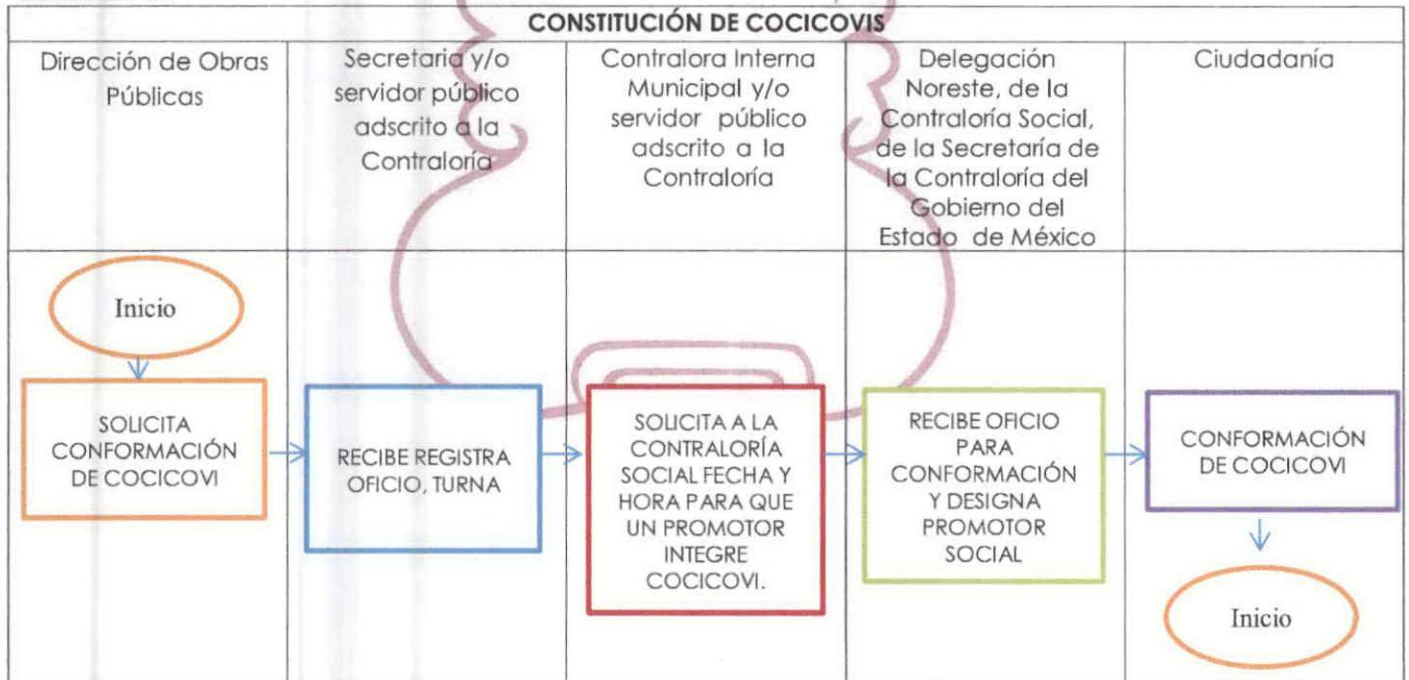 CONSTITUCIÓN DE COCICOVIS
Dirección de Obras
Públicas
Secretaria y/o
servidor público
adscrito a la
Contraloría
Contralora Interna
Municipal y/o
servidor público
adscrito a la
Contraloría
Delegación
Noreste, de la
Contraloría Social,
de la Secretaría de
la Contraloría del
Gobierno del
Estado de México
Ciudadanía
Inicio
SOLICITA
CONFORMACIÓN
DE COCICOVI
RECIBE REGISTRA
OFICIO, TURNA
SOLICITA A LA
CONTRALORÍA
SOCIAL FECHA Y
HORA PARA QUE
UN PROMOTOR
INTEGRE
COCICOVI.
RECIBE OFICIO
PARA
CONFORMACIÓN
Y DESIGNA
PROMOTOR
SOCIAL
CONFORMACIÓN
DE COCICOVI
Inicio